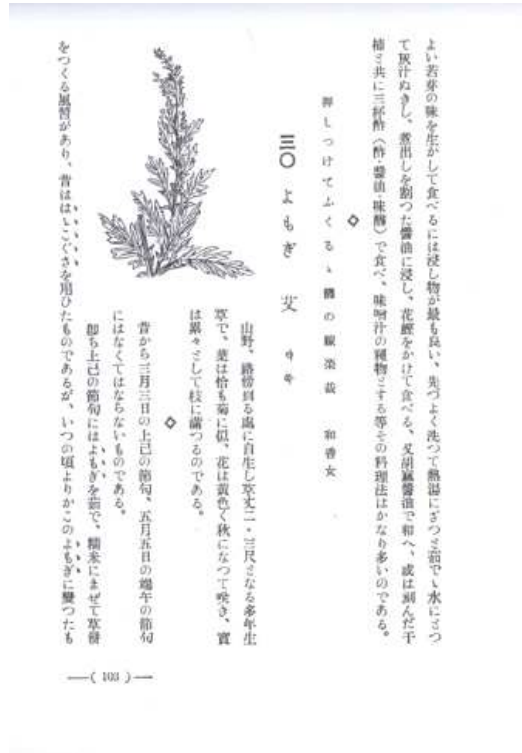 よい若芽の味を生かして食べるには浸し物が最も良い、先づよく洗つて熱湯にざつと茹でゝ水にとつ
て灰汁ぬきし、煮出しを割つた醬油に浸し、花鰹をかけて食べる、又胡麻醬油で和へ、或は刻んだ干
柿と共に三杯酢（酢・醬油・味醂）で食べ、味噌汁の種物とする等その料理法はかなり多いのである。
◇
押しつけてふくるゝ の 和香女
三〇 よもぎ 艾
山野、路傍到る處に自生し草丈二・三尺となる多年生
草で、葉は恰も菊に似、花は黄色く秋になつて咲き、實
は累々として枝に滿つるのである。
◇
昔から三月三日の上巳の節句、五月五日の端午の節句
にはなくてはならないものである。
卽ち上巳の節句にはよもぎを茹で、糯米にまぜて草餅
をつくる風習があり、昔ははゝこぐさを用ひたものであるが、いつの頃よりかこのよもぎに變つたも
—( 103 )—